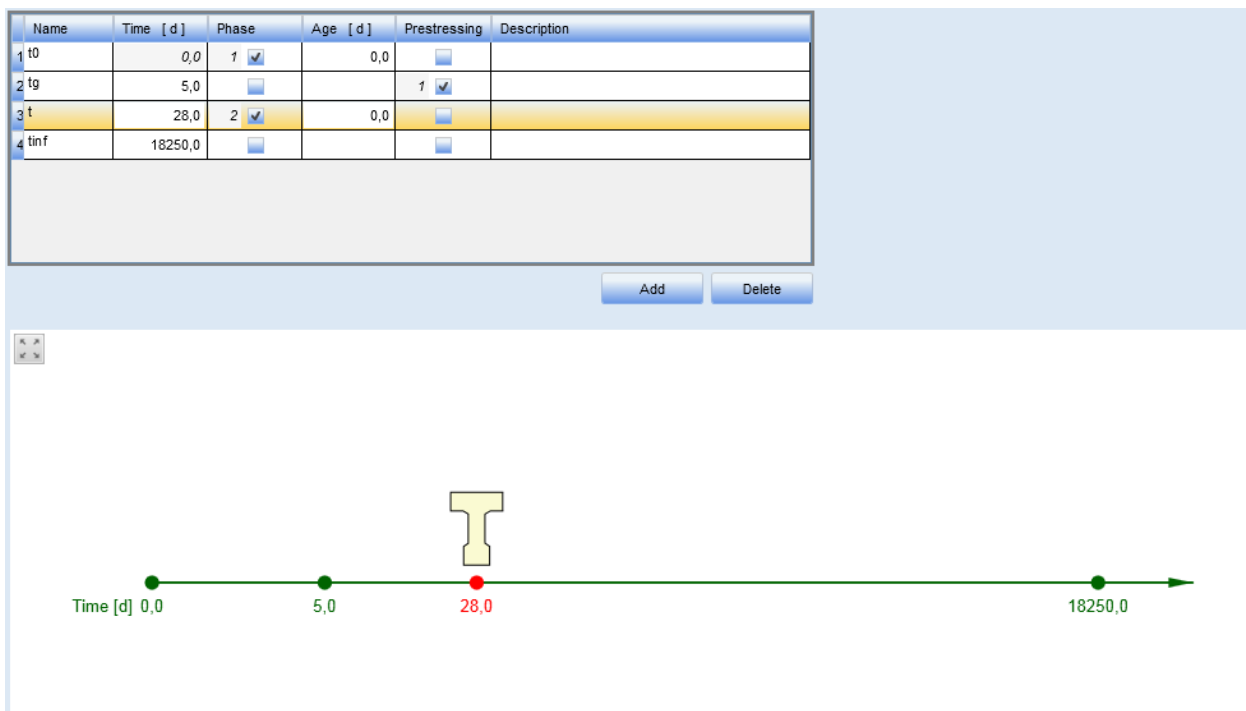 Name Time [d] Phase Age [d] Prestressing Description
1 t0 0,0 1 0,0
2 tg 5,0 1
3 t 28,0 2 0,0
4 tinf 18250,0
Add Delete
Time [d] 0,0 5,0 28,0 18250,0